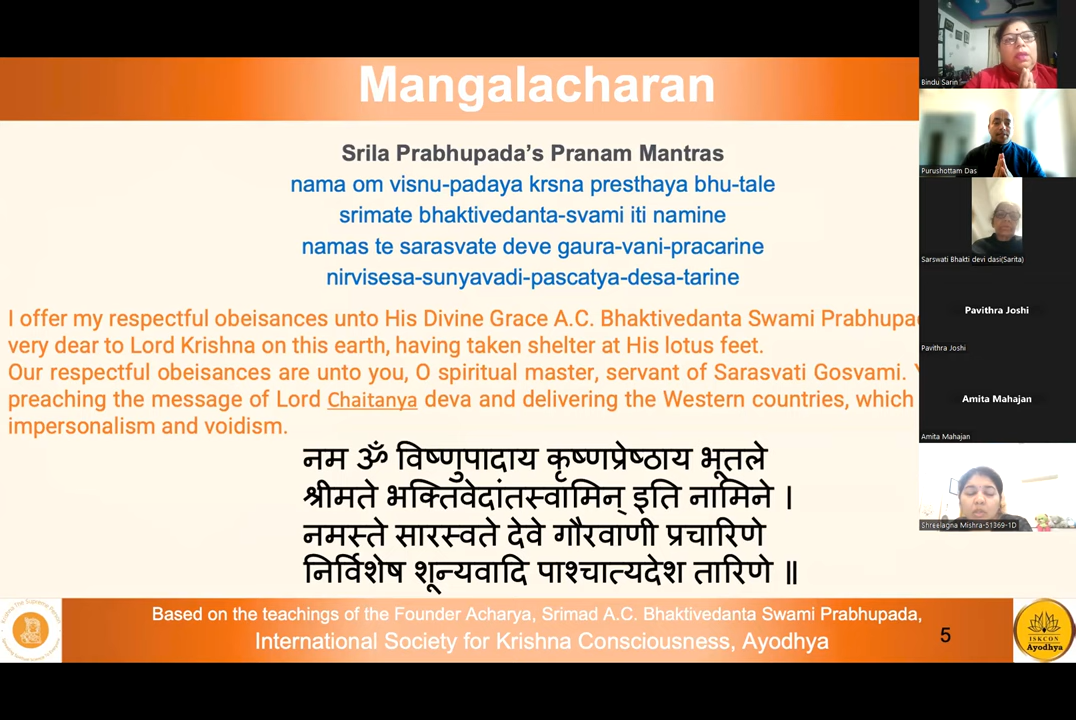 Mangalacharan
Srila Prabhupada's Pranam Mantras
nama om visnu-padaya krsna presthaya bhu-tale
srimate bhaktivedanta-svami iti namine
namas te sarasvate deve gaura-vani-pracarine
nirvisesa-sunyavadi-pascatya-desa-tarine
I offer my respectful obeisances unto His Divine Grace A.C. Bhaktivedanta Swami
very dear to Lord Krishna on this earth, having taken shelter at His lotus feet.
Our respectful obeisances are unto you, O spiritual master, servant of Sarasvati Gosvami.
preaching the message of Lord Chaitanya deva and delivering the Western countries, which
impersonalism and voidism.
नम ॐ विष्णुपादाय कृष्णप्रेष्ठाय भूतले
श्रीमते भक्तिवेदांतस्वामिन् इति नामिने ।
नमस्ते सारस्वते देवे गौरवाणी प्रचारिणे
निर्विशेष शून्यवादि पाश्चात्यदेश तारिणे ॥
Based on the teachings of the Founder Acharya, Srimad A.C. Bhaktivedanta Swami Prabhupada,
International Society for Krishna Consciousness, Ayodhya
5
ISKCON
Ayodhya
Bindu Sarin
Purushottam Das
Sarswati Bhakti devi dasi(Sarita)
Pavithra Joshi
Pavithra Joshi
Amita Mahajan
Amita Mahajan
Shreelagna Mishra-51369-1D